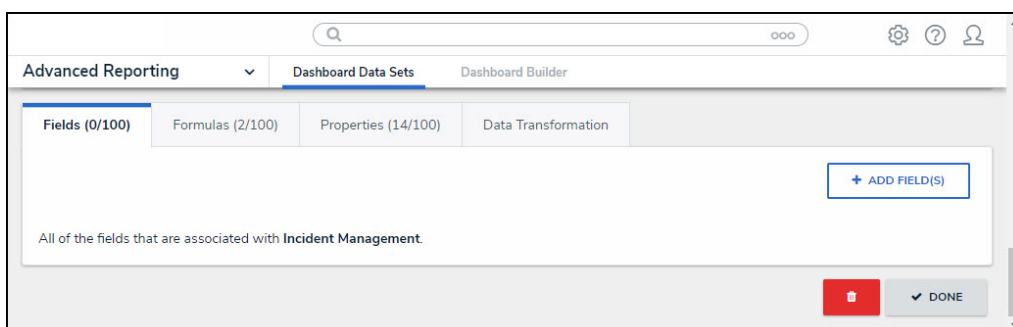 Advanced Reporting
Dashboard Data Sets
Dashboard Builder
Fields (0/100)
Formulas (2/100)
Properties (14/100)
Data Transformation
+ ADD FIELD(S)
All of the fields that are associated with Incident Management.
DONE